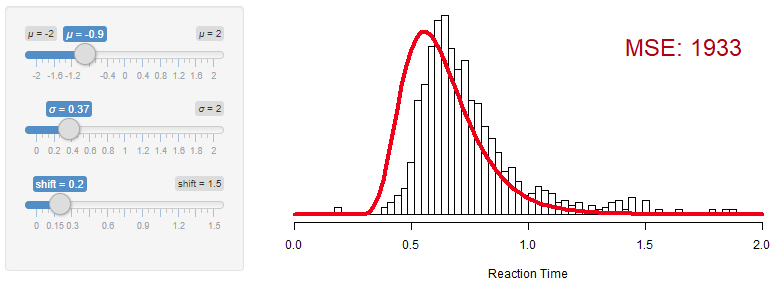 μ = -2 μ = -0.9 μ = 2
-2 -1.6 -1.2 -0.4 0 0.4 0.8 1.2 1.6 2
σ = 0.37 σ = 2
0 0.2 0.4 0.6 0.8 1 1.2 1.4 1.6 1.8 2
shift = 0.2 shift = 1.5
0 0.15 0.3 0.6 0.9 1.2 1.5
MSE: 1933
0.0 0.5 1.0 1.5 2.0
Reaction Time